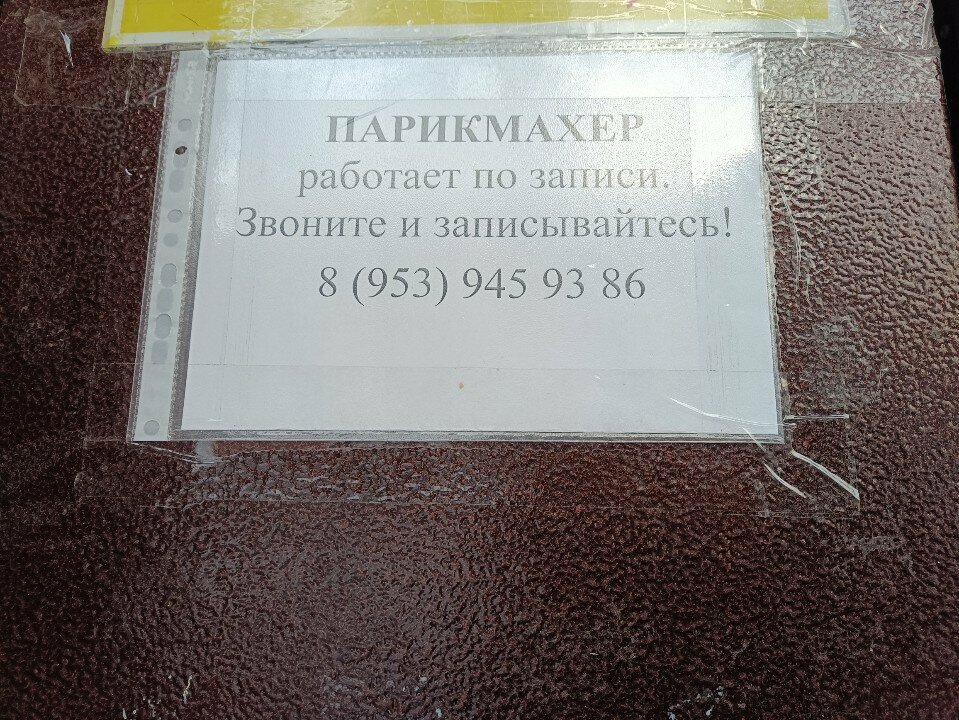 ПАРИКМАХЕР
работает по записи.
Звоните и записывайтесь!
8 (953) 945 93 86